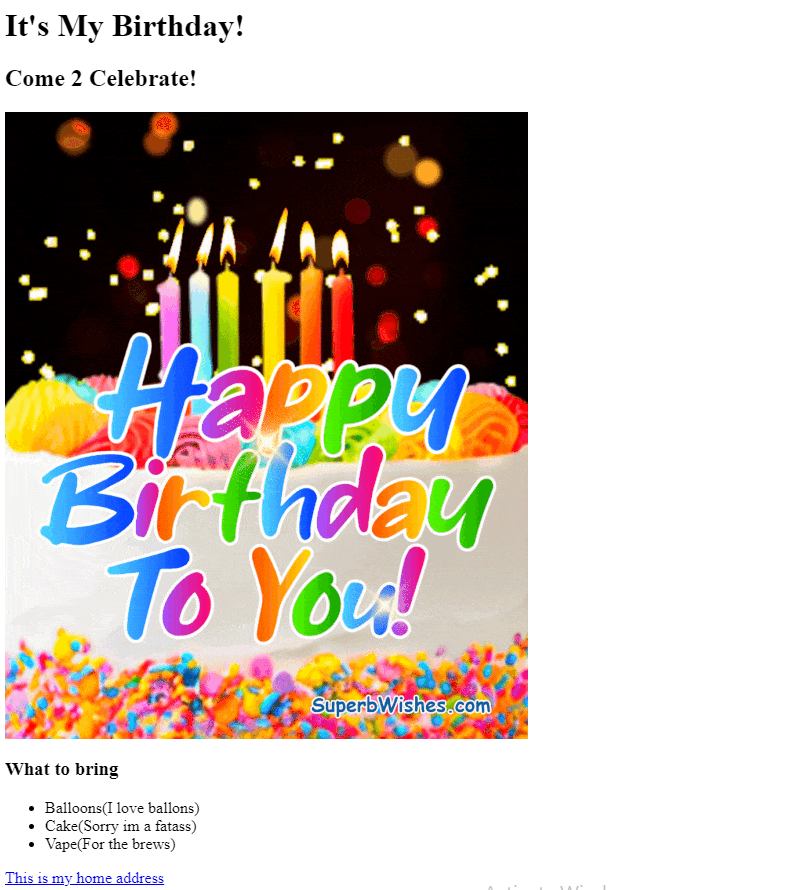 It's My Birthday!
Come 2 Celebrate!
Happy
Birthday
To You!
SuperbWishes.com
What to bring
Balloons(I love ballons)
Cake(Sorry im a fatass)
Vape(For the brews)
This is my home address